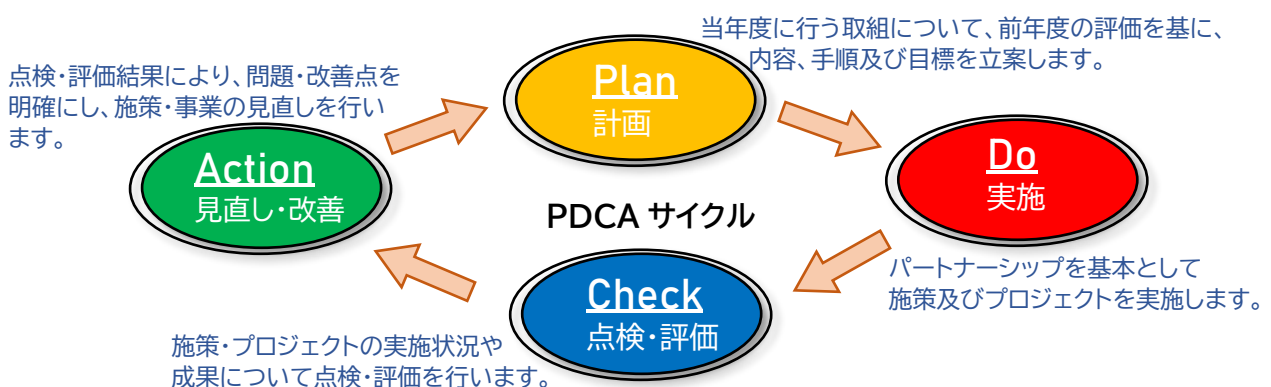 当年度に行う取組について、前年度の評価を基に、
内容、手順及び目標を立案します。
点検・評価結果により、問題・改善点を
明確にし、施策・事業の見直しを行い
ます。
Plan
計画
Action
見直し・改善
Do
実施
PDCA サイクル
パートナーシップを基本として
施策及びプロジェクトを実施します。
Check
点検・評価
施策・プロジェクトの実施状況や
成果について点検・評価を行います。